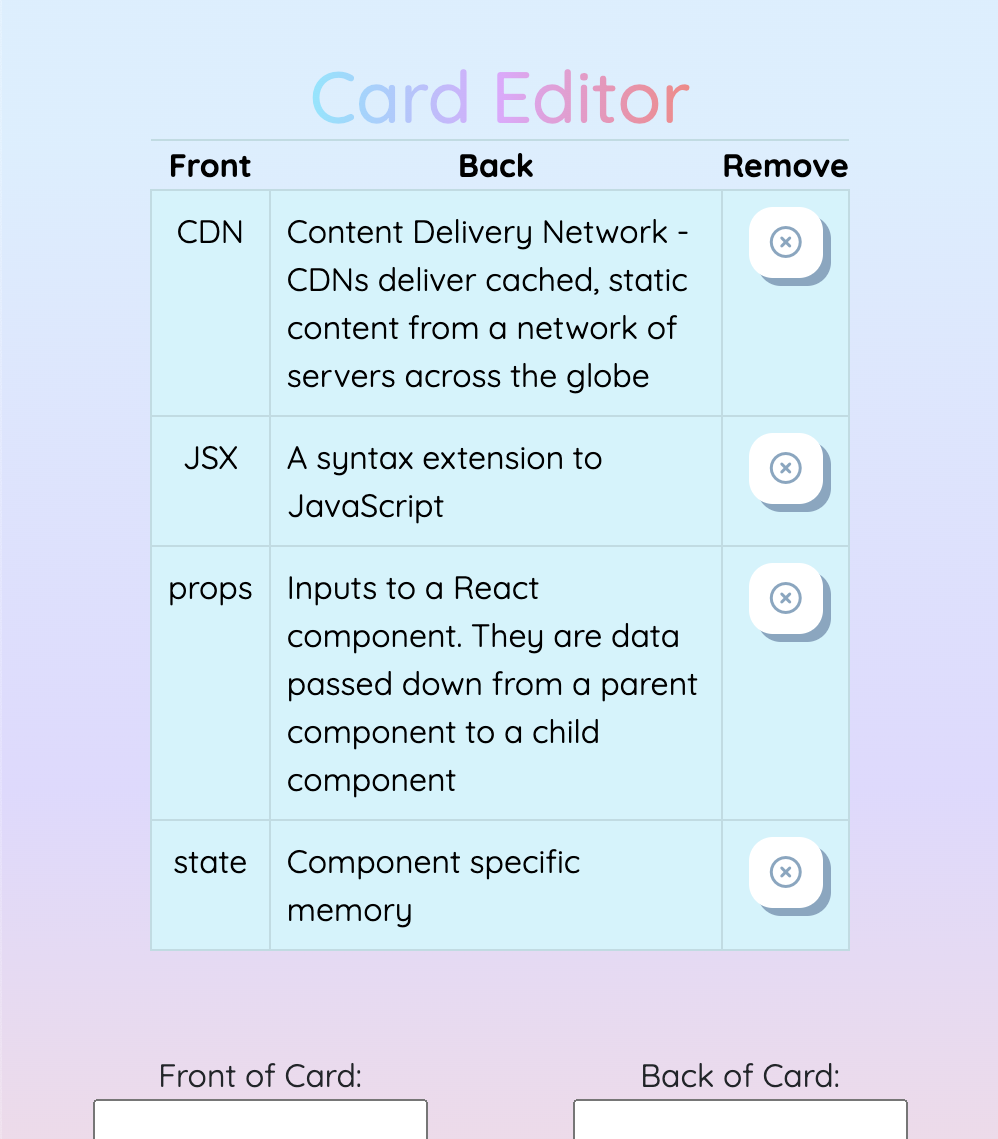 Card Editor
Front Back Remove
CDN Content Delivery Network -
CDNs deliver cached, static
content from a network of
servers across the globe
JSX A syntax extension to
JavaScript
props Inputs to a React
component. They are data
passed down from a parent
component to a child
component
state Component specific
memory
Front of Card: Back of Card: